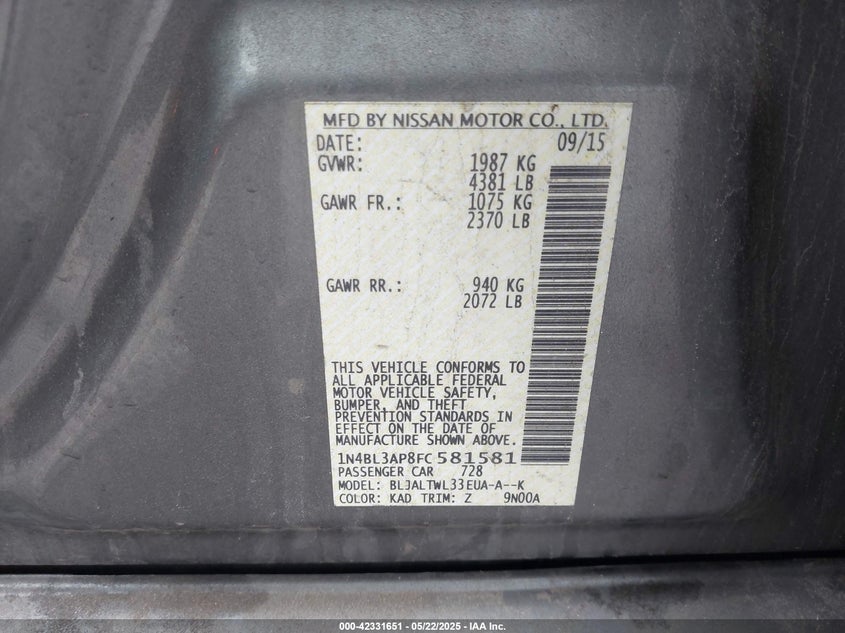 MFD BY NISSAN MOTOR CO., LTD.
DATE: 09/15
GVWR: 1987 KG
4381 LB
GAWR FR.: 1075 KG
2370 LB
GAWR RR.: 940 KG
2072 LB
THIS VEHICLE CONFORMS TO
ALL APPLICABLE FEDERAL
MOTOR VEHICLE SAFETY,
BUMPER, AND THEFT
PREVENTION STANDARDS IN
EFFECT ON THE DATE OF
MANUFACTURE SHOWN ABOVE.
1N4BL3AP8FC581581
PASSENGER CAR 728
MODEL: BLJALTWL33EUA-A--K
COLOR: KAD TRIM: Z 9N00A
000-42331651 - 05/22/2025 - IAA Inc.